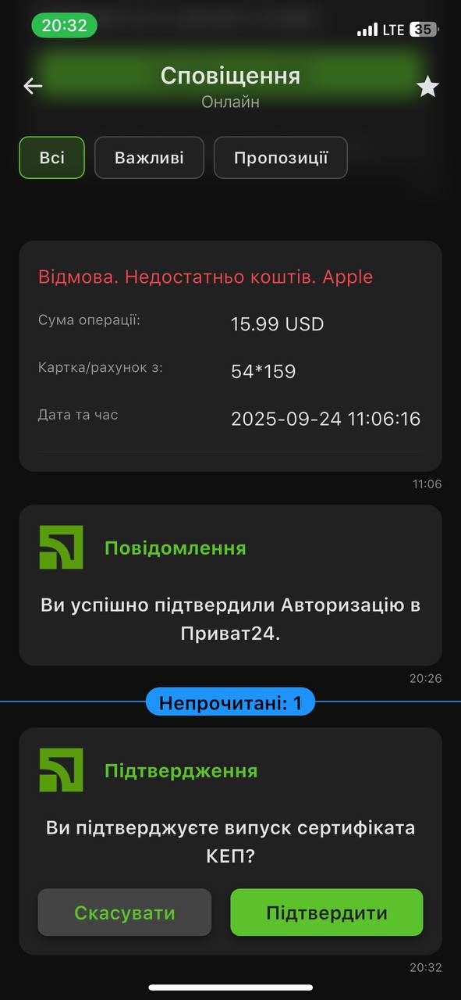 20:32
LTE 35
Сповіщення
Онлайн
Всі
Важливі
Пропозиції
Відмова. Недостатньо коштів. Apple
Сума операції: 15.99 USD
Картка/рахунок з: 54*159
Дата та час 2025-09-24 11:06:16
11:06
Повідомлення
Ви успішно підтвердили Авторизацію в
Приват24.
20:26
Непрочитані: 1
Підтвердження
Ви підтверджуєте випуск сертифіката
КЕП?
Скасувати
Підтвердити
20:32